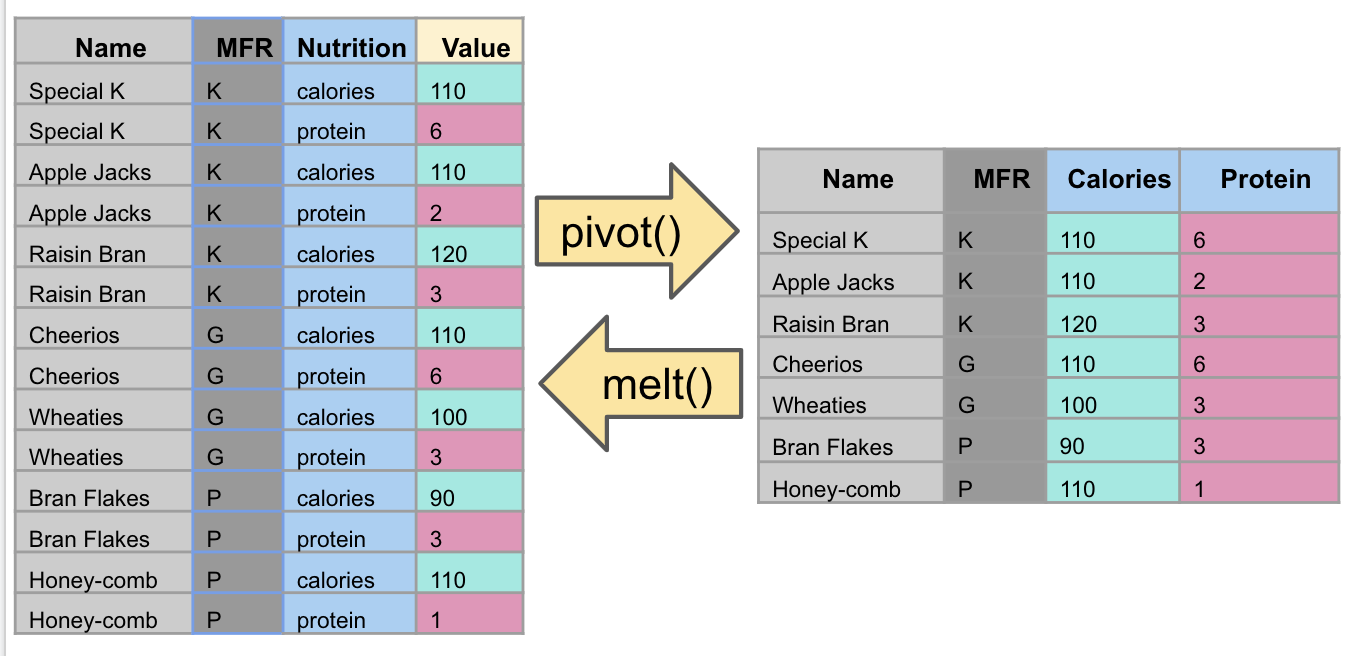 Name MFR Nutrition Value
Special K K calories 110
Special K K protein 6
Apple Jacks K calories 110
Apple Jacks K protein 2
Raisin Bran K calories 120
Raisin Bran K protein 3
Cheerios G calories 110
Cheerios G protein 6
Wheaties G calories 100
Wheaties G protein 3
Bran Flakes P calories 90
Bran Flakes P protein 3
Honey-comb P calories 110
Honey-comb P protein 1
pivot()
melt()
Name MFR Calories Protein
Special K K 110 6
Apple Jacks K 110 2
Raisin Bran K 120 3
Cheerios G 110 6
Wheaties G 100 3
Bran Flakes P 90 3
Honey-comb P 110 1